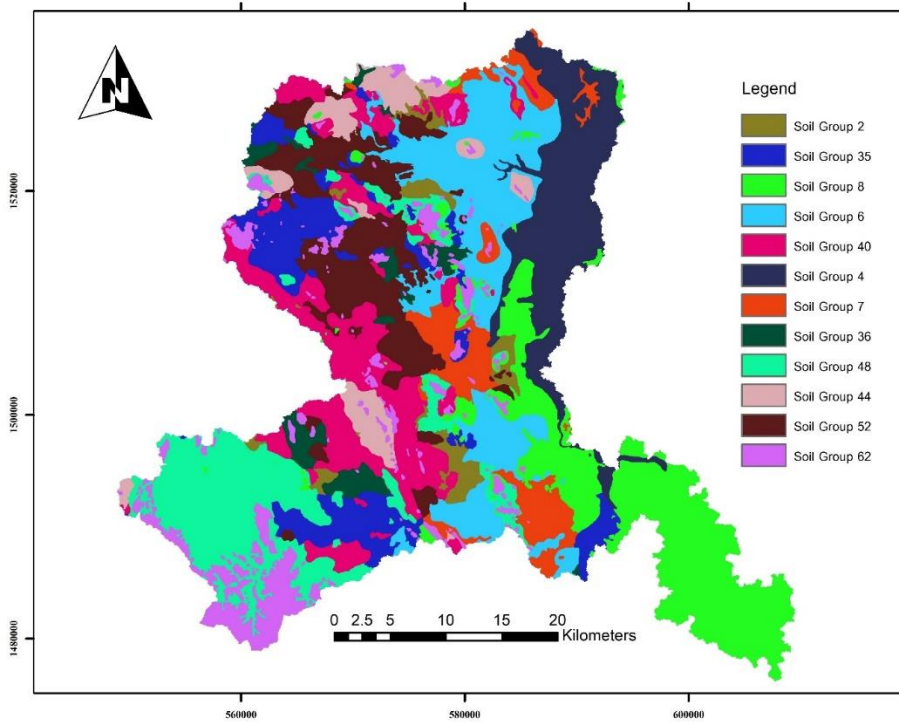 N
Legend
Soil Group 2
Soil Group 35
Soil Group 8
Soil Group 6
Soil Group 40
Soil Group 4
Soil Group 7
Soil Group 36
Soil Group 48
Soil Group 44
Soil Group 52
Soil Group 62
1520000
1500000
1480000
0 2.5 5 10 15 20
Kilometers
560000 580000 600000